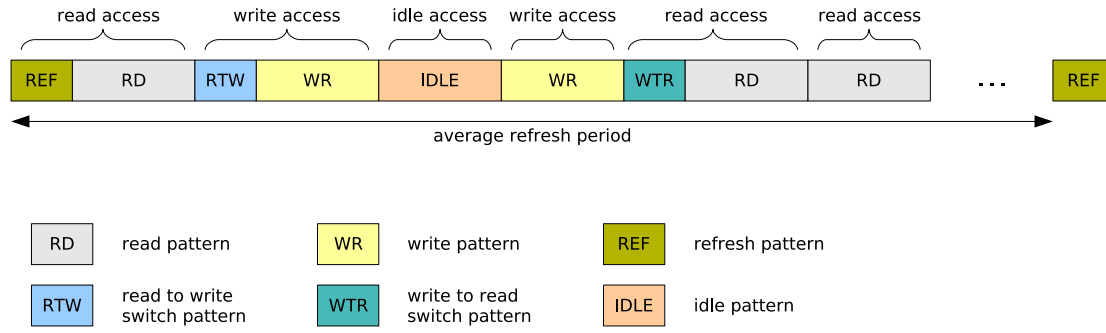 read access write access idle access write access read access read access
REF RD RTW WR IDLE WR WTR RD RD ... REF
average refresh period
RD read pattern WR write pattern REF refresh pattern
RTW read to write switch pattern WTR write to read switch pattern IDLE idle pattern